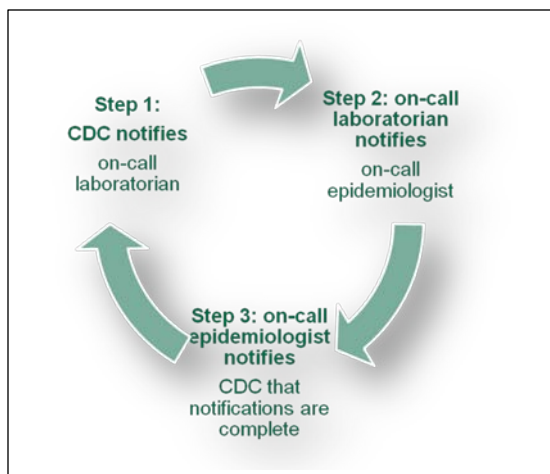 Step 1:
CDC notifies
on-call
laboratorian
Step 2: on-call
laboratorian
notifies
on-call
epidemiologist
Step 3: on-call
epidemiologist
notifies
CDC that
notifications are
complete